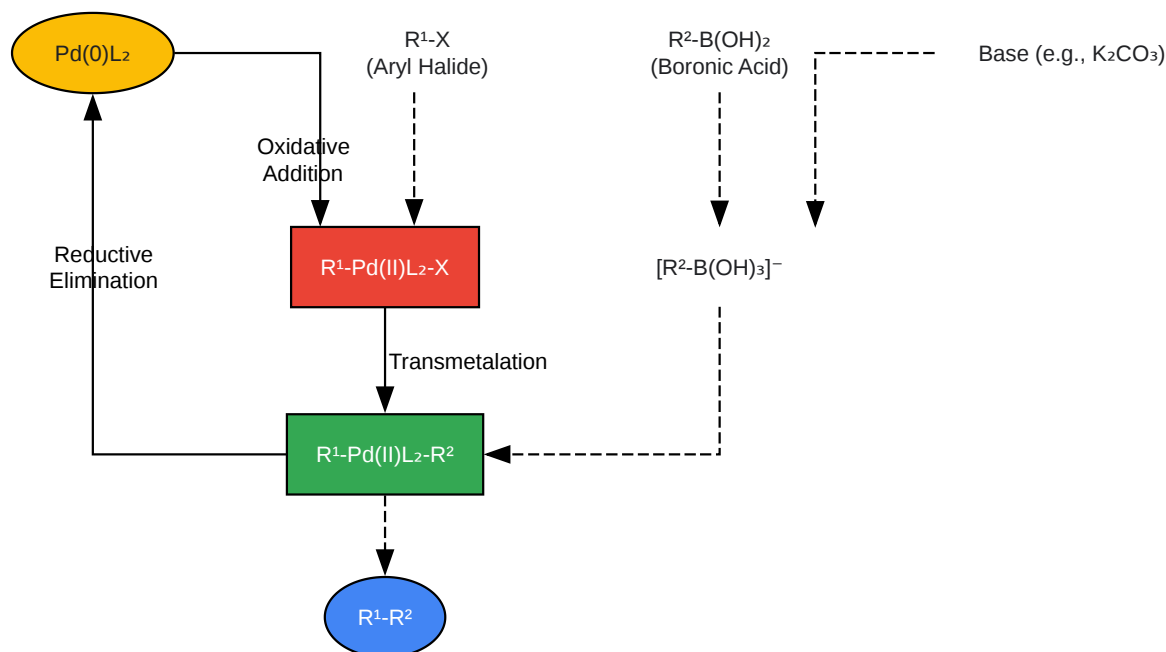 Pd(0)L₂
R¹-X
(Aryl Halide)
R²-B(OH)₂
(Boronic Acid)
Base (e.g., K₂CO₃)
Oxidative
Addition
Reductive
Elimination
R¹-Pd(II)L₂-X
[R²-B(OH)₃]⁻
Transmetalation
R¹-Pd(II)L₂-R²
R¹-R²